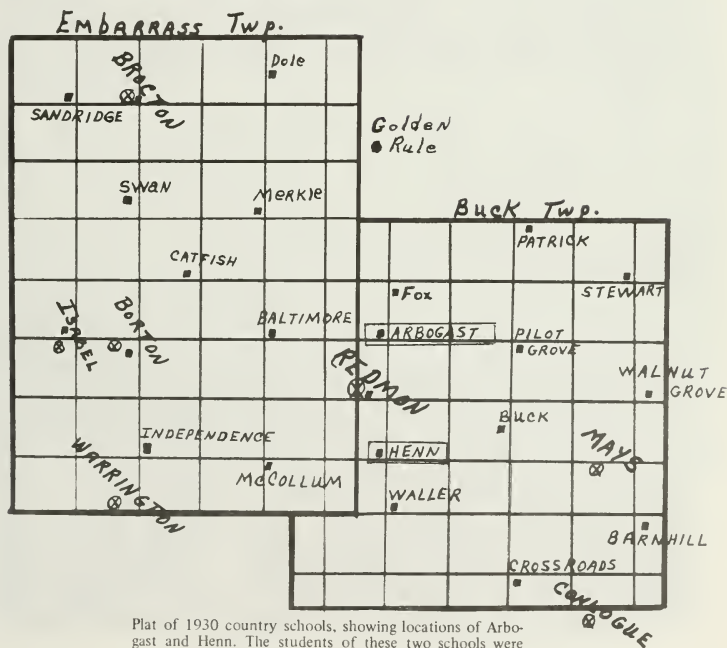 Embarrass Twp.
Dole
BROCTON
SANDRIDGE
Golden
Rule
SWAN
Merkle
Buck Twp.
PATRICK
CATFISH
STEWART
Fox
ISABEL
BORTON
BALTIMORE
ARBOGAST
PILOT
GROVE
REDMON
WALNUT
GROVE
BUCK
INDEPENDENCE
HENN
MAYS
WARRINGTON
McCOLLUM
WALLER
BARNHILL
CROSSROADS
CONLOGUE
Plat of 1930 country schools, showing locations of Arbo-
gast and Henn. The students of these two schools were